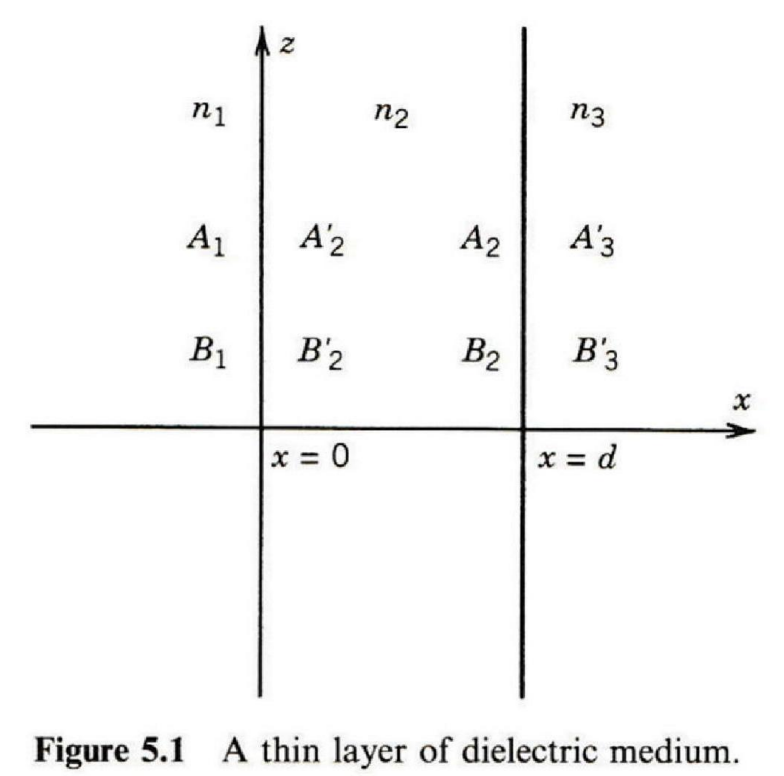 z
n₁ n₂ n₃
A₁ A'₂ A₂ A'₃
B₁ B'₂ B₂ B'₃
x
x = 0 x = d
Figure 5.1 A thin layer of dielectric medium.